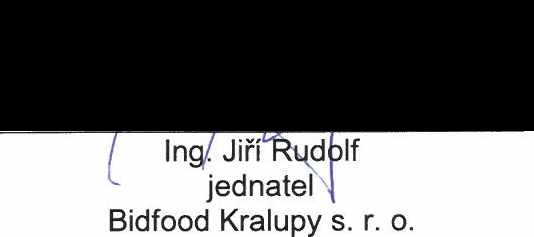 Ing. Jiří Rudolf
jednatel
Bidfood Kralupy s. r. o.